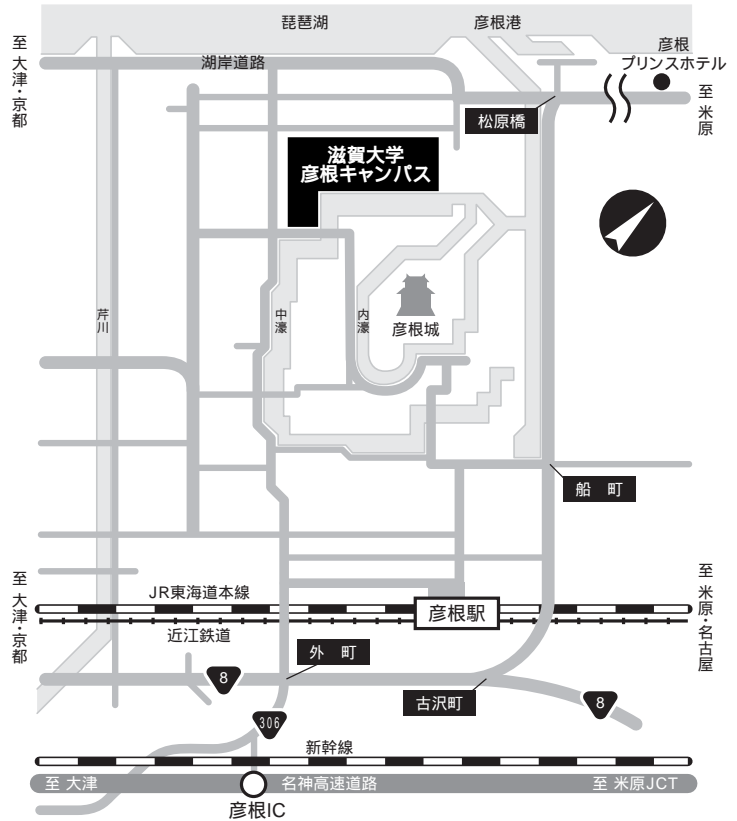 琵琶湖
彦根港
彦根
プリンスホテル
至 大津・京都
湖岸道路
至 米原
松原橋
滋賀大学
彦根キャンパス
芹川
中濠
内濠
彦根城
船 町
至 大津・京都
JR東海道本線
彦根駅
至 米原・名古屋
近江鉄道
外 町
8
古沢町
8
306
新幹線
至 大津
名神高速道路
至 米原JCT
彦根IC